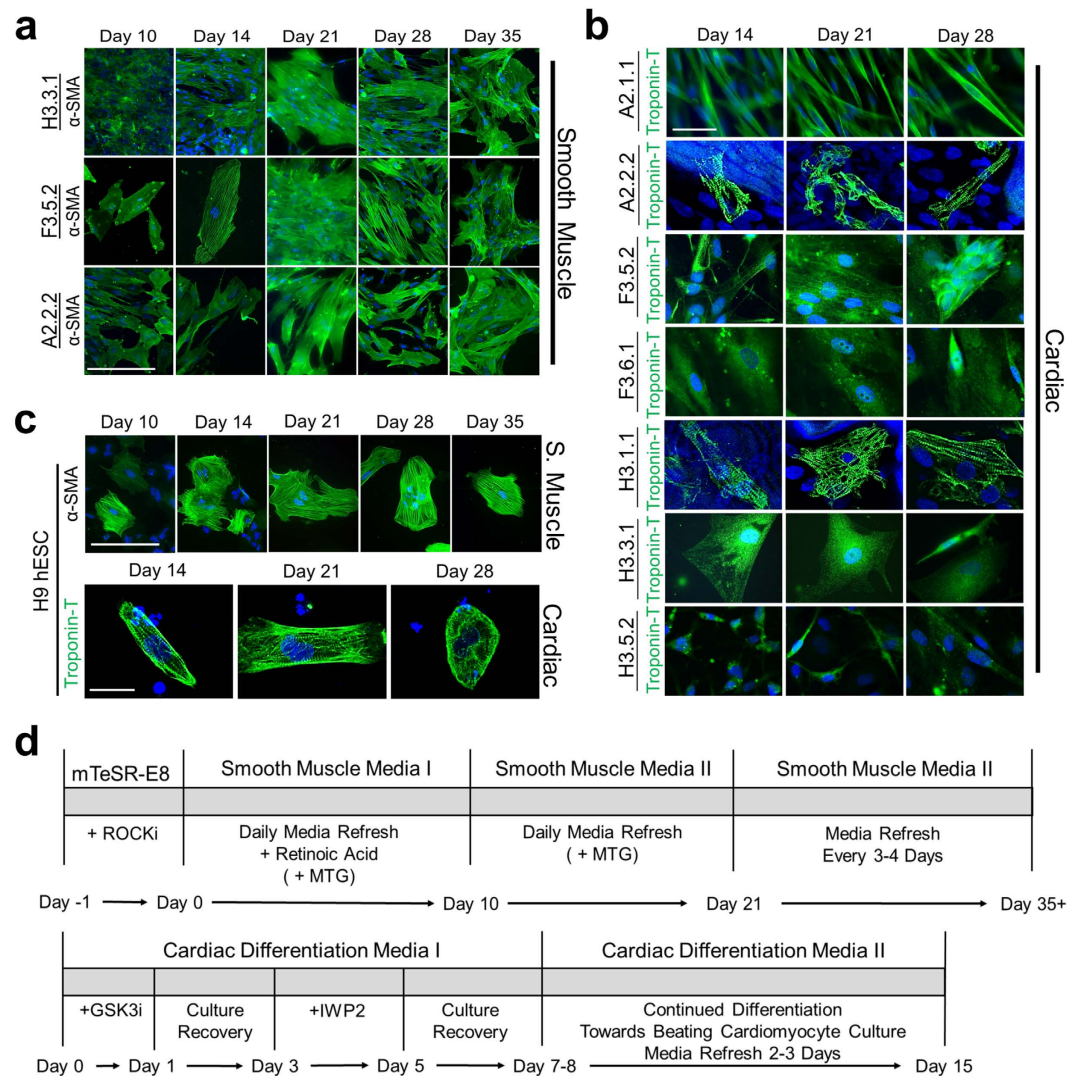 a
Day 10 Day 14 Day 21 Day 28 Day 35
H3.3.1
α-SMA
F3.5.2
α-SMA
A2.2.2
α-SMA
Smooth Muscle
b
Day 14 Day 21 Day 28
A2.1.1
Troponin-T
A2.2.2
Troponin-T
F3.5.2
Troponin-T
F3.6.1
Troponin-T
H3.1.1
Troponin-T
H3.3.1
Troponin-T
H3.5.2
Troponin-T
Cardiac
c
Day 10 Day 14 Day 21 Day 28 Day 35
H9 hESC
α-SMA
S. Muscle
Day 14 Day 21 Day 28
Troponin-T
Cardiac
d
mTeSR-E8 Smooth Muscle Media I Smooth Muscle Media II Smooth Muscle Media II
+ ROCKi Daily Media Refresh Daily Media Refresh Media Refresh
+ Retinoic Acid ( + MTG) Every 3-4 Days
( + MTG)
Day -1 Day 0 Day 10 Day 21 Day 35+
Cardiac Differentiation Media I Cardiac Differentiation Media II
+GSK3i Culture +IWP2 Culture Continued Differentiation
Recovery Recovery Towards Beating Cardiomyocyte Culture
Media Refresh 2-3 Days
Day 0 Day 1 Day 3 Day 5 Day 7-8 Day 15